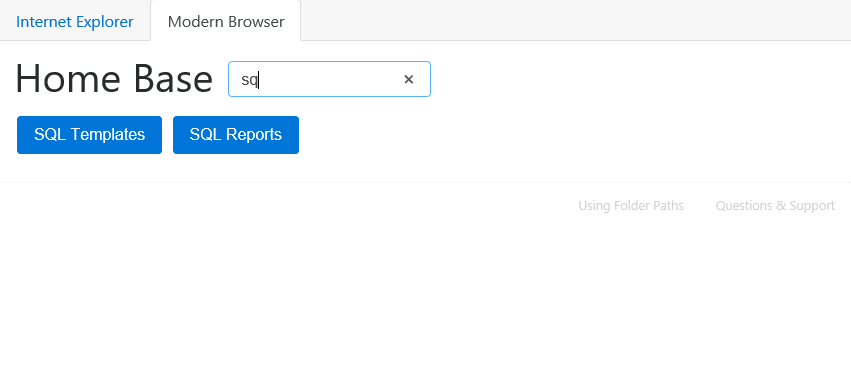 Internet Explorer Modern Browser
Home Base sq ×
SQL Templates SQL Reports
Using Folder Paths Questions & Support